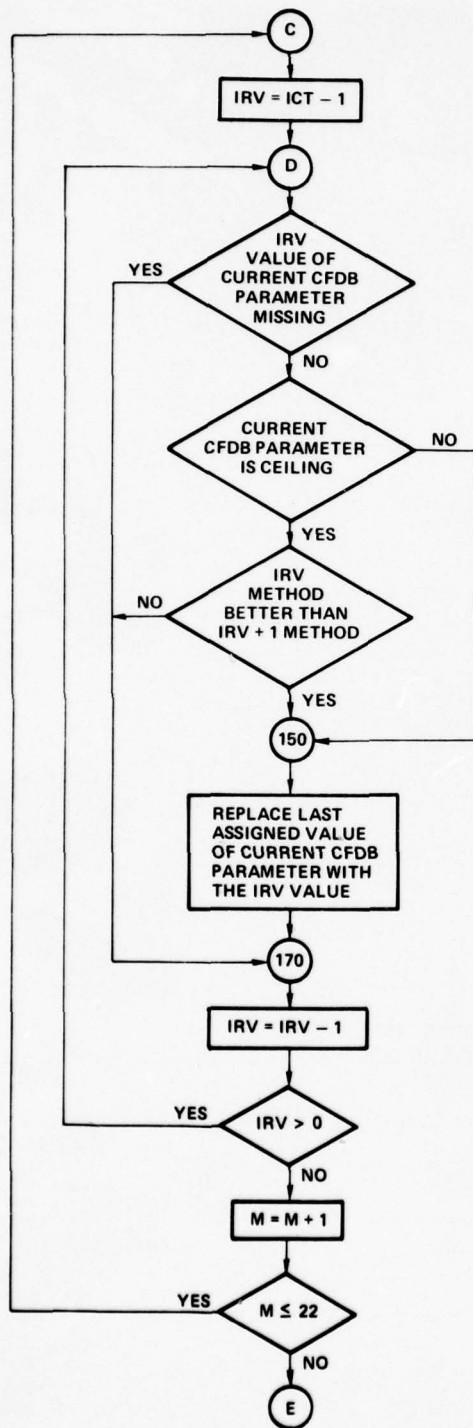 C
IRV = ICT − 1
D
IRV
VALUE OF
CURRENT CFDB
PARAMETER
MISSING
YES
NO
CURRENT
CFDB PARAMETER
IS CEILING
NO
YES
IRV
METHOD
BETTER THAN
IRV + 1 METHOD
NO
YES
150
REPLACE LAST
ASSIGNED VALUE
OF CURRENT CFDB
PARAMETER WITH
THE IRV VALUE
170
IRV = IRV − 1
YES
IRV > 0
NO
M = M + 1
YES
M ≤ 22
NO
E